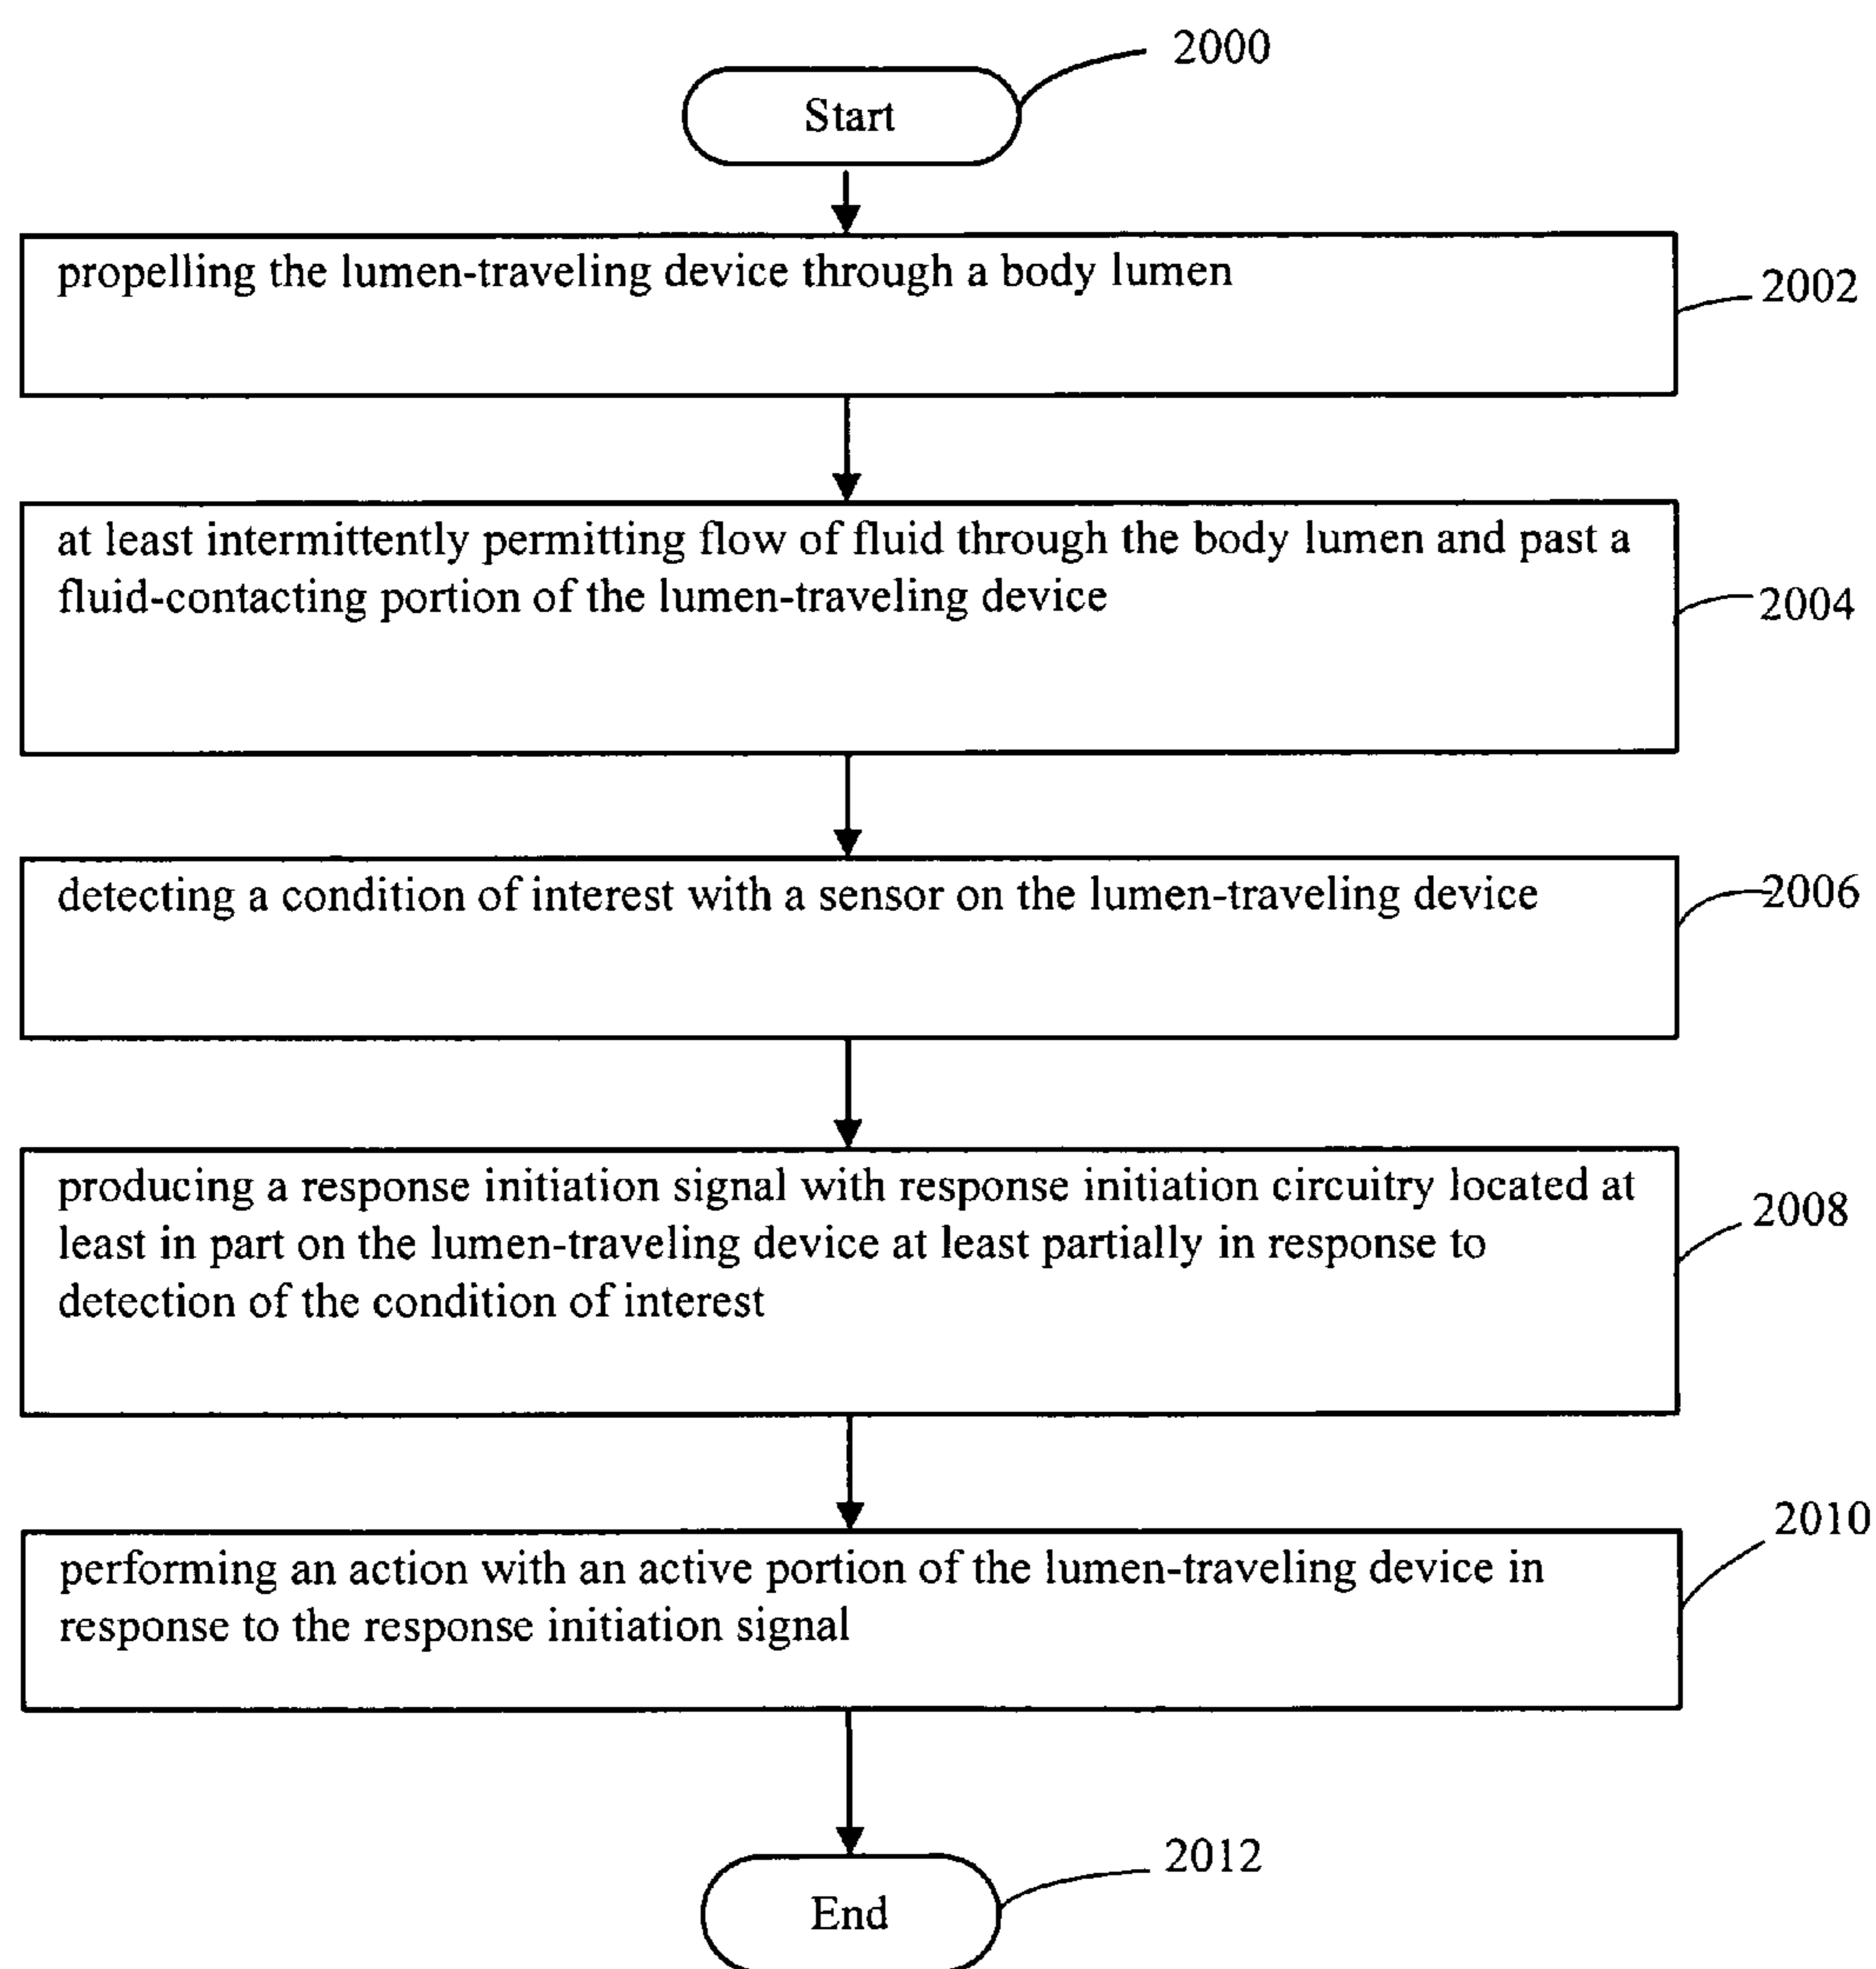 2000
Start
propelling the lumen-traveling device through a body lumen
2002
at least intermittently permitting flow of fluid through the body lumen and past a
fluid-contacting portion of the lumen-traveling device
2004
detecting a condition of interest with a sensor on the lumen-traveling device
2006
producing a response initiation signal with response initiation circuitry located at
least in part on the lumen-traveling device at least partially in response to
detection of the condition of interest
2008
performing an action with an active portion of the lumen-traveling device in
response to the response initiation signal
2010
2012
End